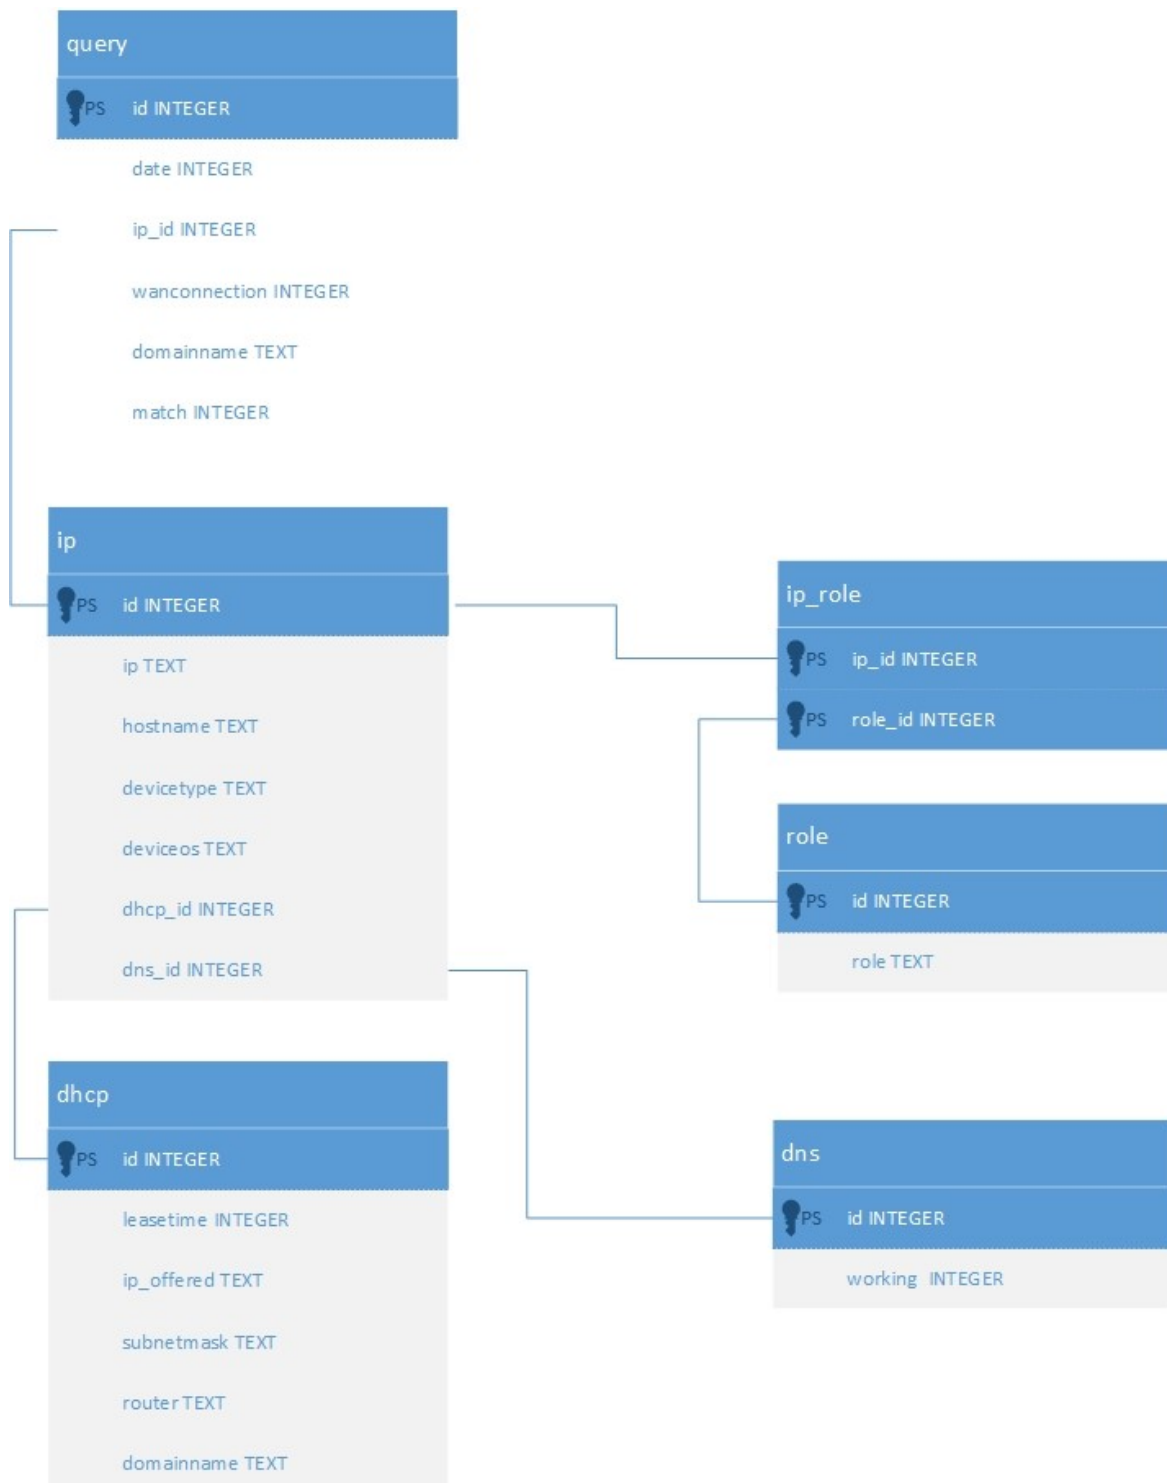 query
PS id INTEGER
date INTEGER
ip_id INTEGER
wanconnection INTEGER
domainname TEXT
match INTEGER
ip
PS id INTEGER
ip TEXT
hostname TEXT
devicetype TEXT
deviceos TEXT
dhcp_id INTEGER
dns_id INTEGER
ip_role
PS ip_id INTEGER
PS role_id INTEGER
role
PS id INTEGER
role TEXT
dhcp
PS id INTEGER
leasetime INTEGER
ip_offered TEXT
subnetmask TEXT
router TEXT
domainname TEXT
dns
PS id INTEGER
working INTEGER